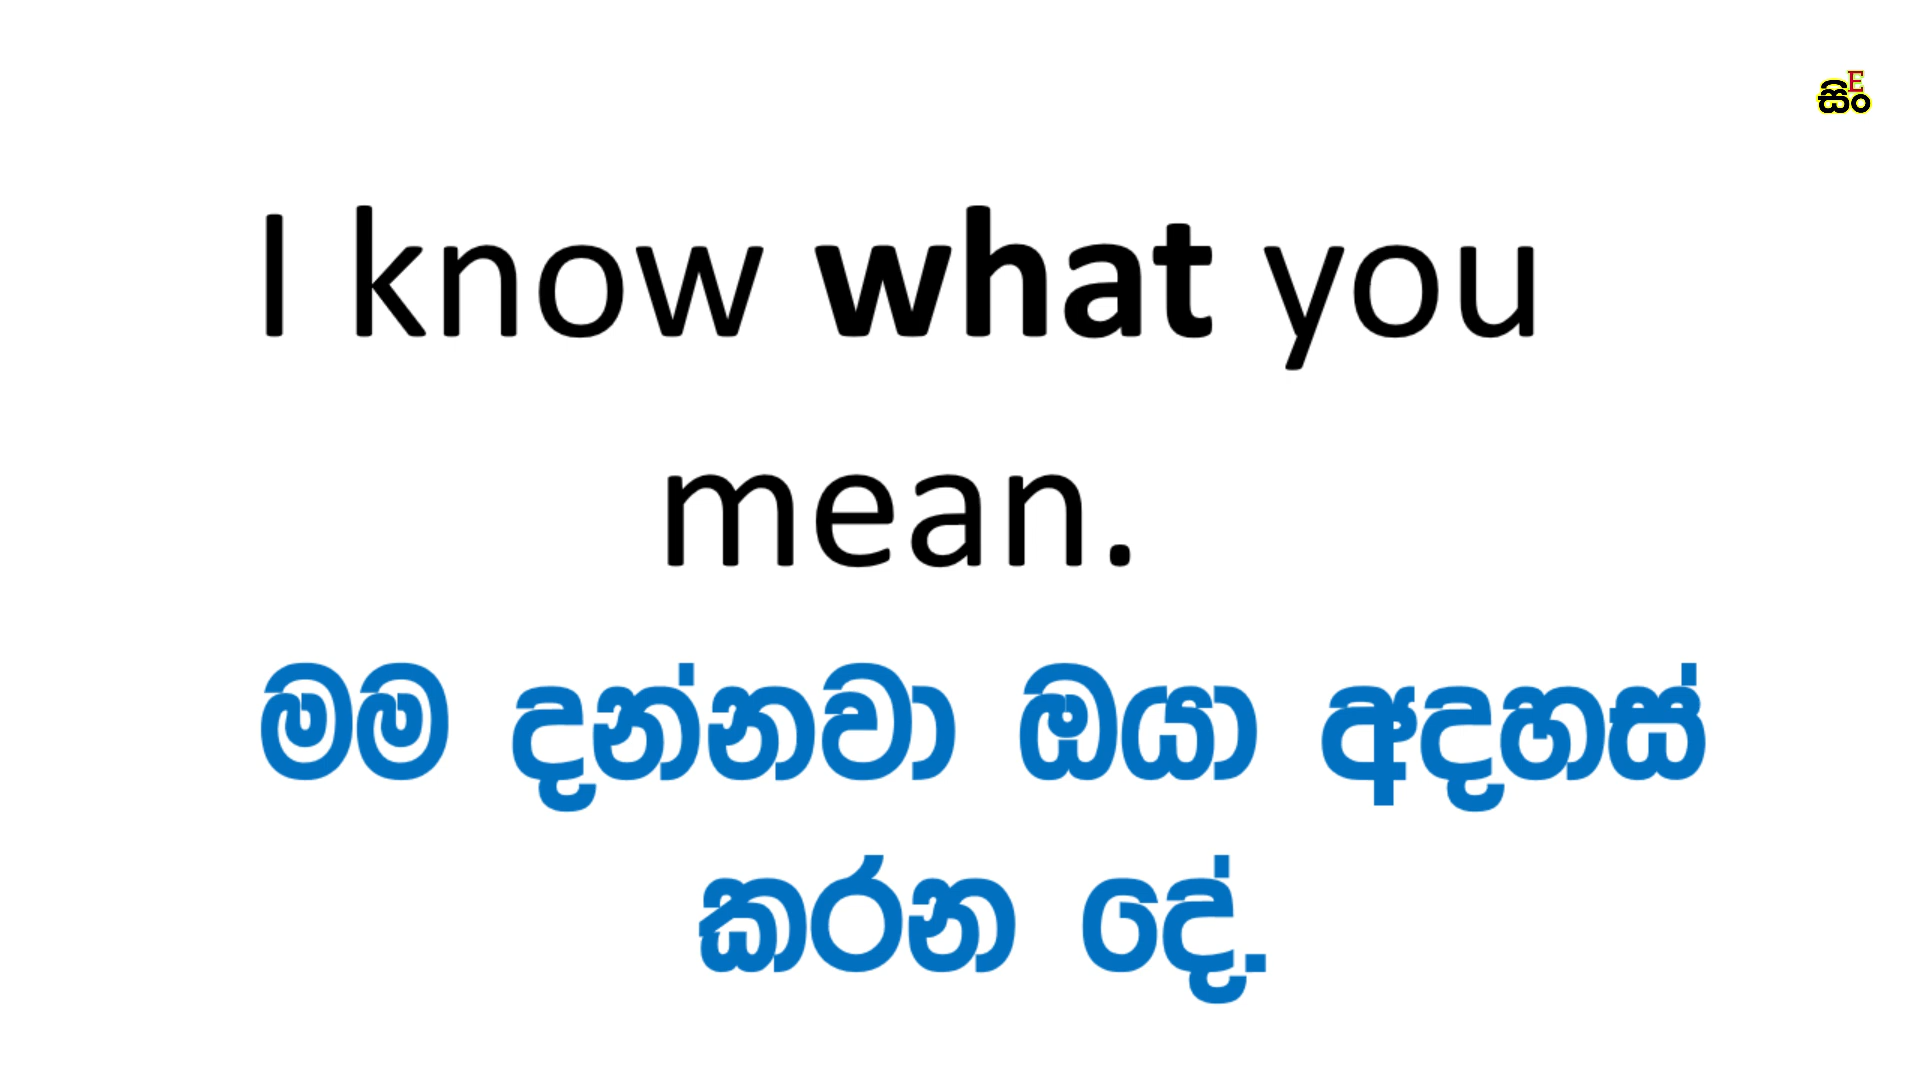 E
සිං
I know what you
mean.
මම දන්නවා ඔයා අදහස්
කරන දේ.